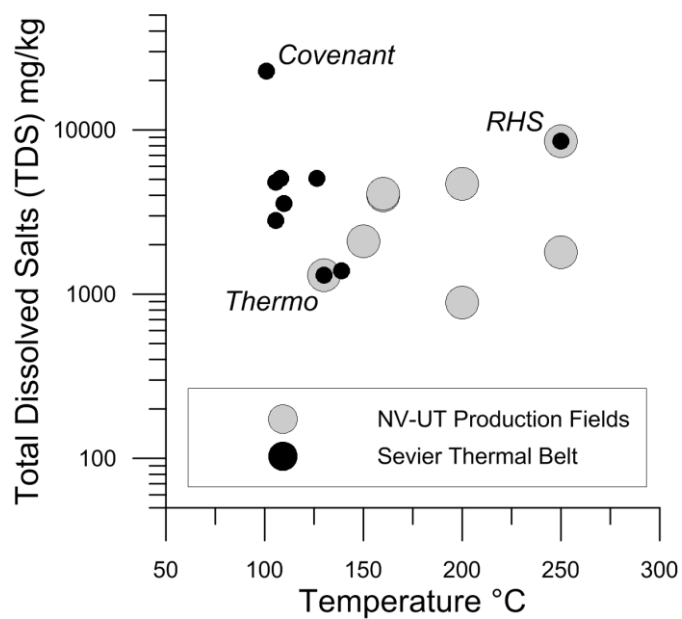 Total Dissolved Salts (TDS) mg/kg
10000
1000
100
Covenant
RHS
Thermo
NV-UT Production Fields
Sevier Thermal Belt
50
100
150
200
250
300
Temperature °C